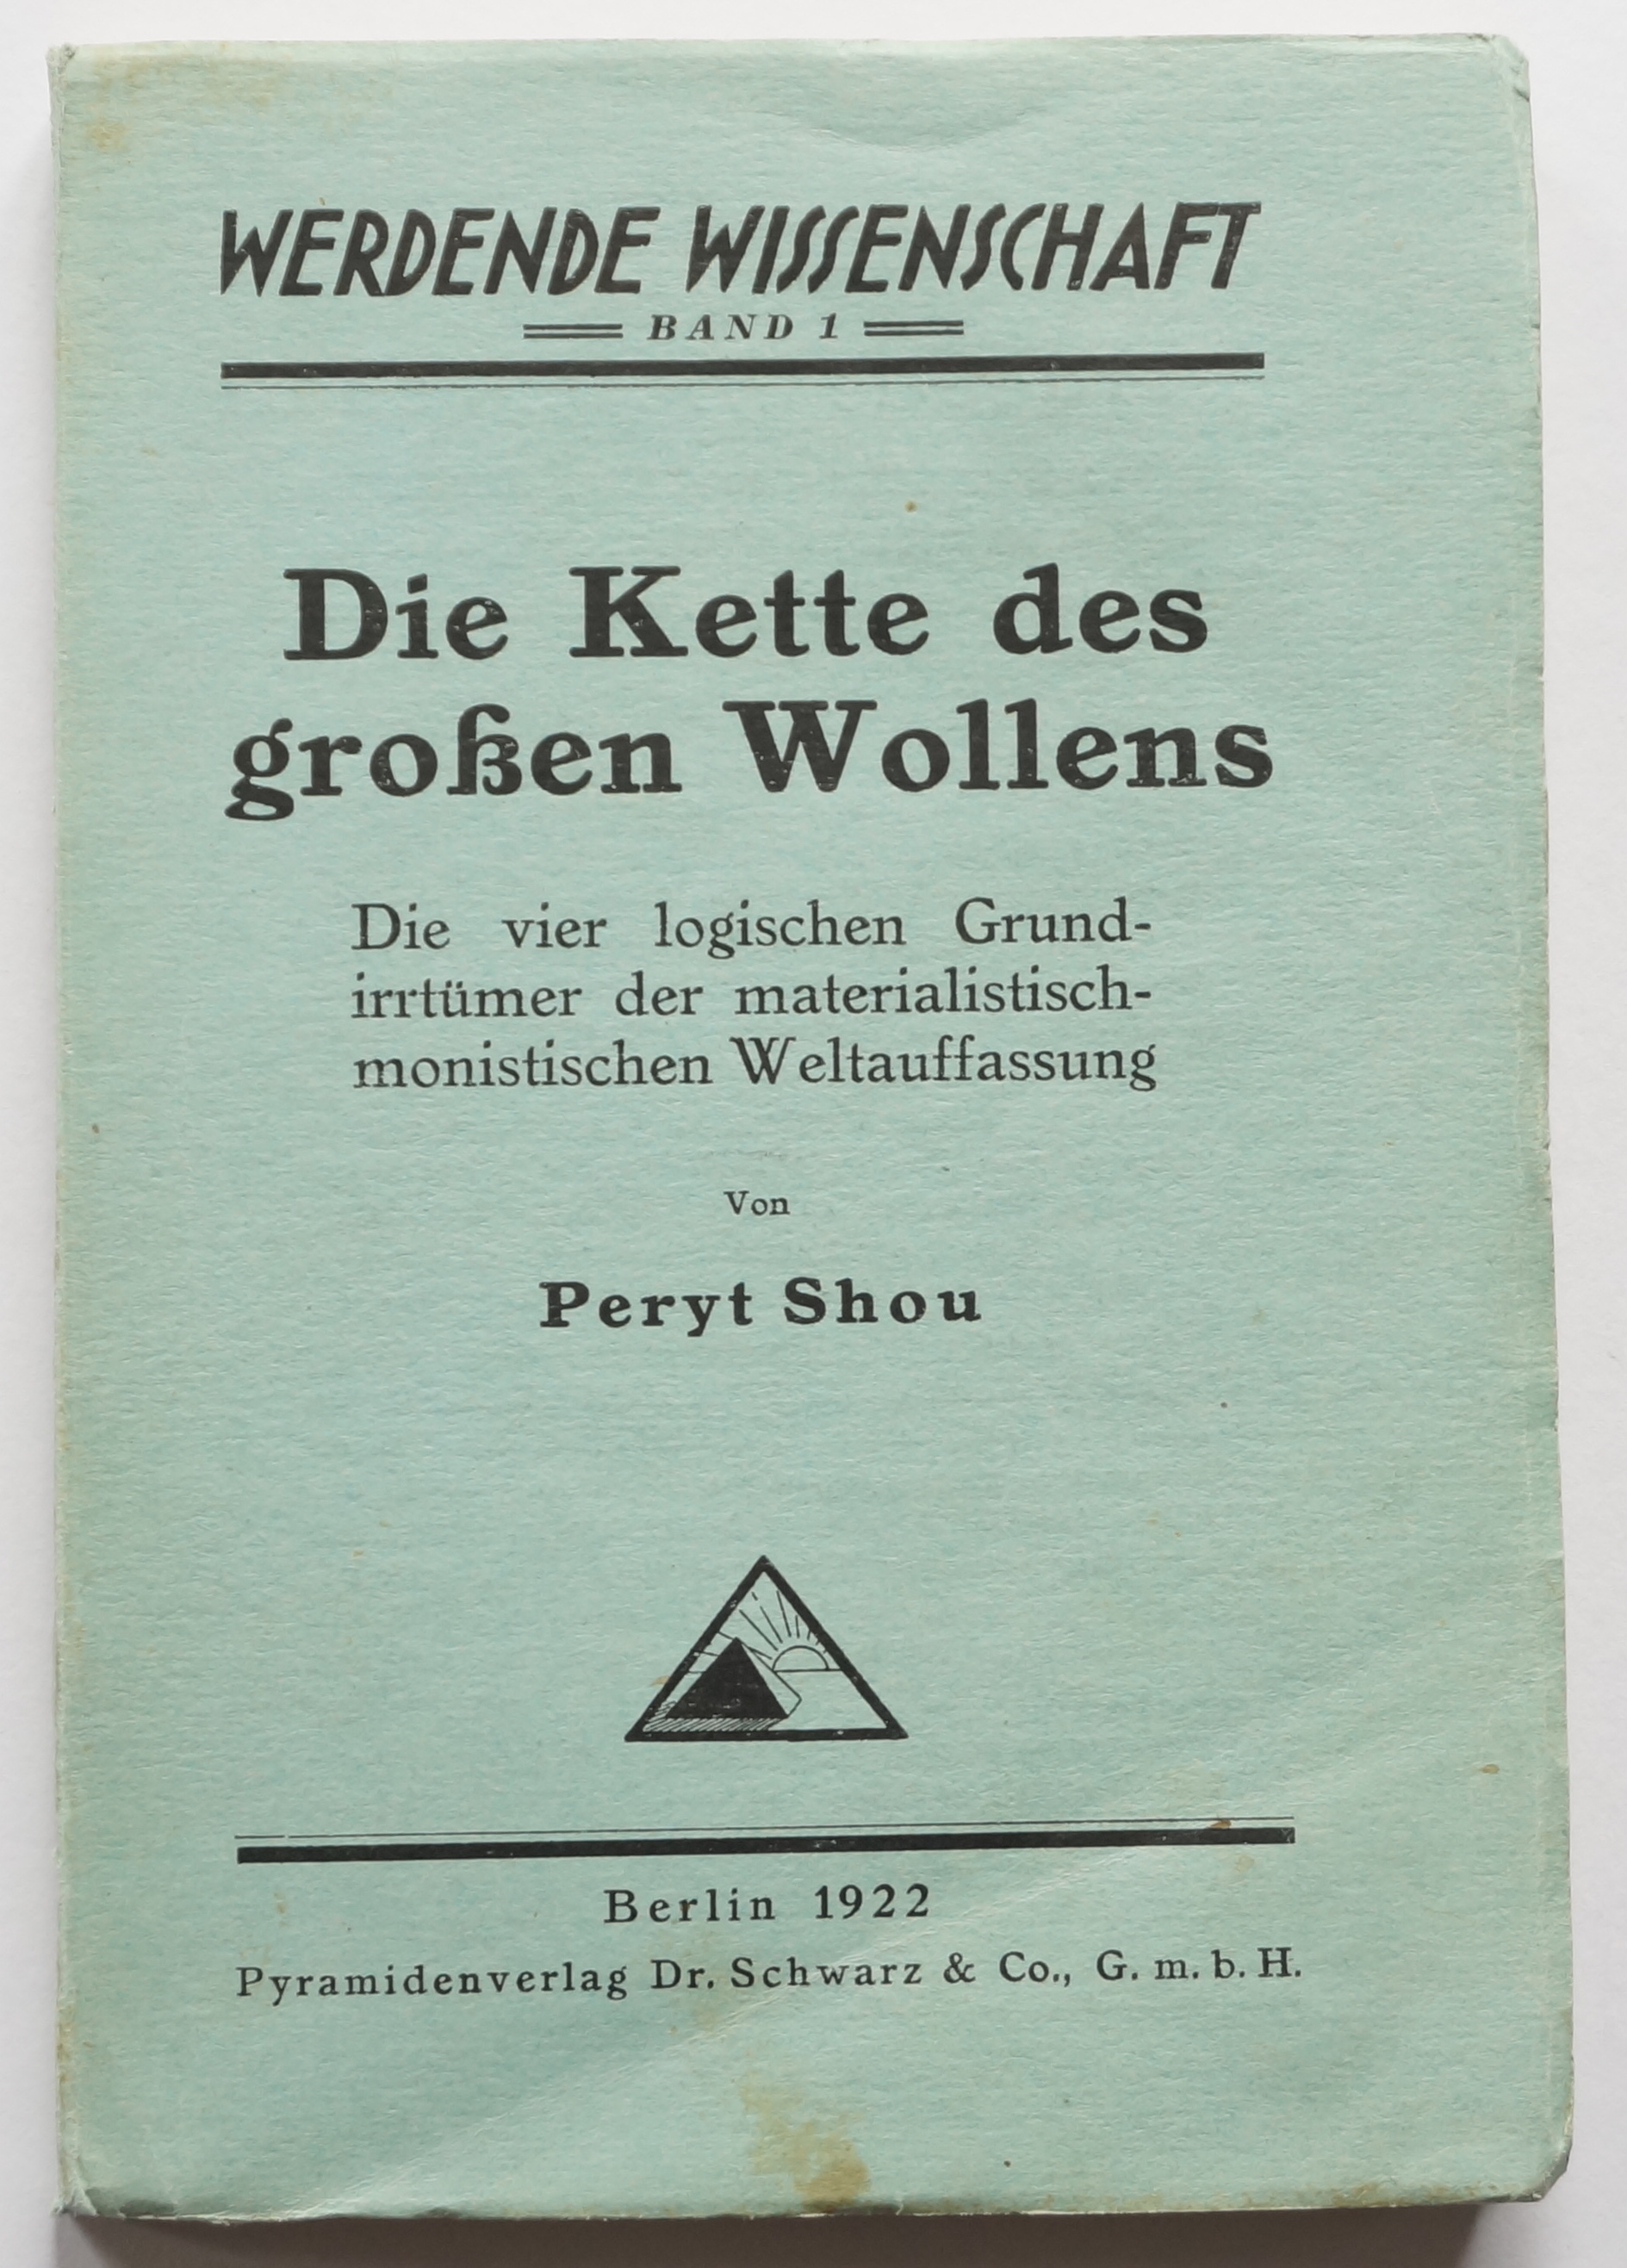 WERDENDE WISSENSCHAFT
BAND 1
Die Kette des
großen Wollens
Die vier logischen Grund-
irrtümer der materialistisch-
monistischen Weltauffassung
Von
Peryt Shou
Berlin 1922
Pyramidenverlag Dr. Schwarz & Co., G. m. b. H.